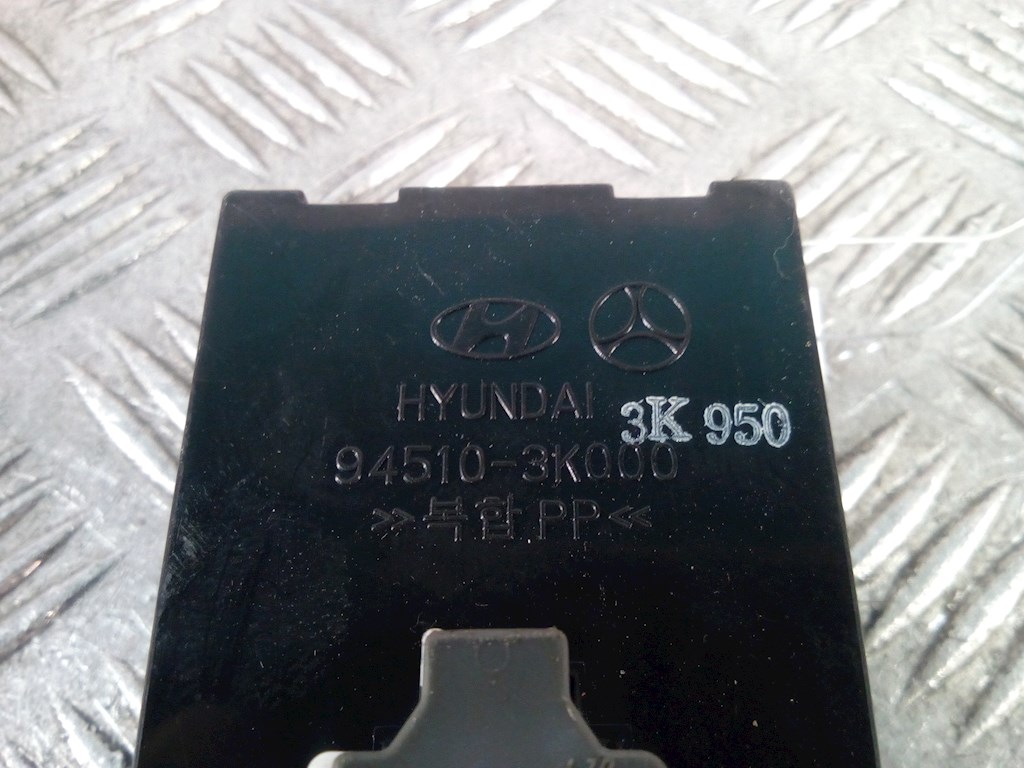 HYUNDAI
3K 950
94510-3K000
>>복합 PP<<